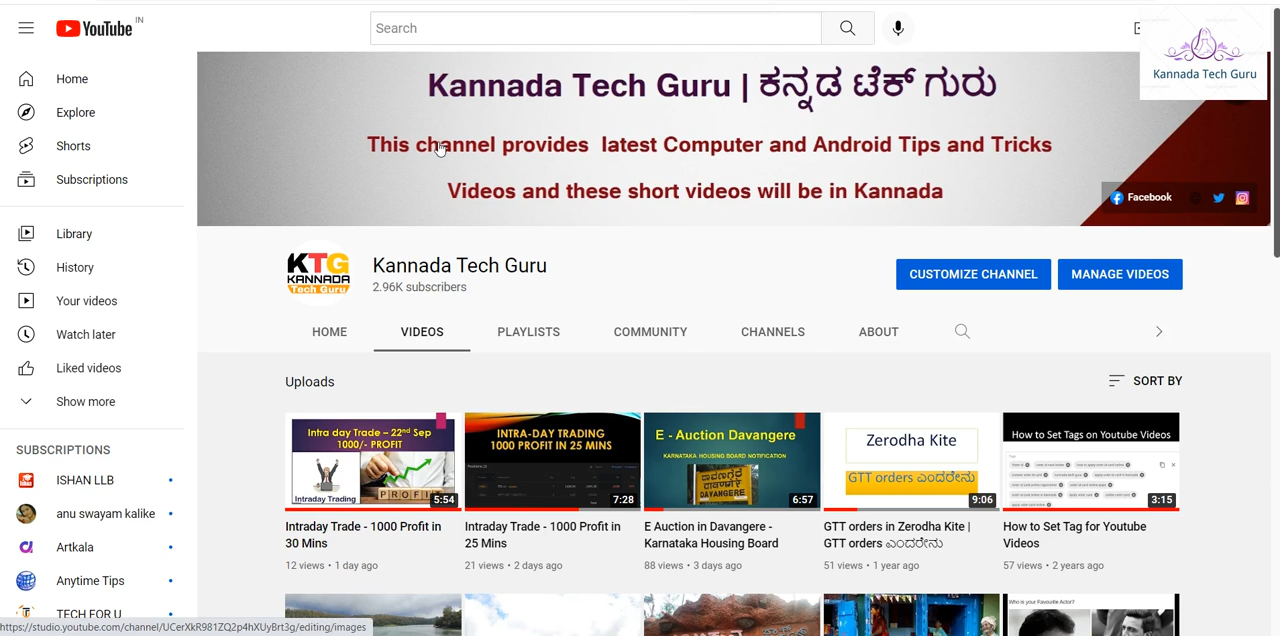 YouTube IN
Search
Kannada Tech Guru
Home
Explore
Shorts
Subscriptions
Library
History
Your videos
Watch later
Liked videos
Show more
SUBSCRIPTIONS
ISHAN LLB
anu swayam kalike
Artkala
Anytime Tips
TECH FOR U
Kannada Tech Guru | ಕನ್ನಡ ಟೆಕ್ ಗುರು
This channel provides latest Computer and Android Tips and Tricks
Videos and these short videos will be in Kannada
Facebook
KTG
KANNADA
Tech Guru
Kannada Tech Guru
2.96K subscribers
CUSTOMIZE CHANNEL
MANAGE VIDEOS
HOME
VIDEOS
PLAYLISTS
COMMUNITY
CHANNELS
ABOUT
Uploads
SORT BY
Intra day Trade – 22nd Sep
1000/- PROFIT
Intraday Trading
PROFIT
5:54
Intraday Trade - 1000 Profit in
30 Mins
12 views • 1 day ago
INTRA-DAY TRADING
1000 PROFIT IN 25 MINS
7:28
Intraday Trade - 1000 Profit in
25 Mins
21 views • 2 days ago
E - Auction Davangere
KARNATAKA HOUSING BOARD NOTIFICATION
DAVANGERE
6:57
E Auction in Davangere -
Karnataka Housing Board
88 views • 3 days ago
Zerodha Kite
GTT orders ಎಂದರೇನು
9:06
GTT orders in Zerodha Kite |
GTT orders ಎಂದರೇನು
51 views • 1 year ago
How to Set Tags on Youtube Videos
3:15
How to Set Tag for Youtube
Videos
57 views • 2 years ago
Who is your Favourite Actor?
https://studio.youtube.com/channel/UCerXkR981ZQ2p4hXUyBrt3g/editing/images